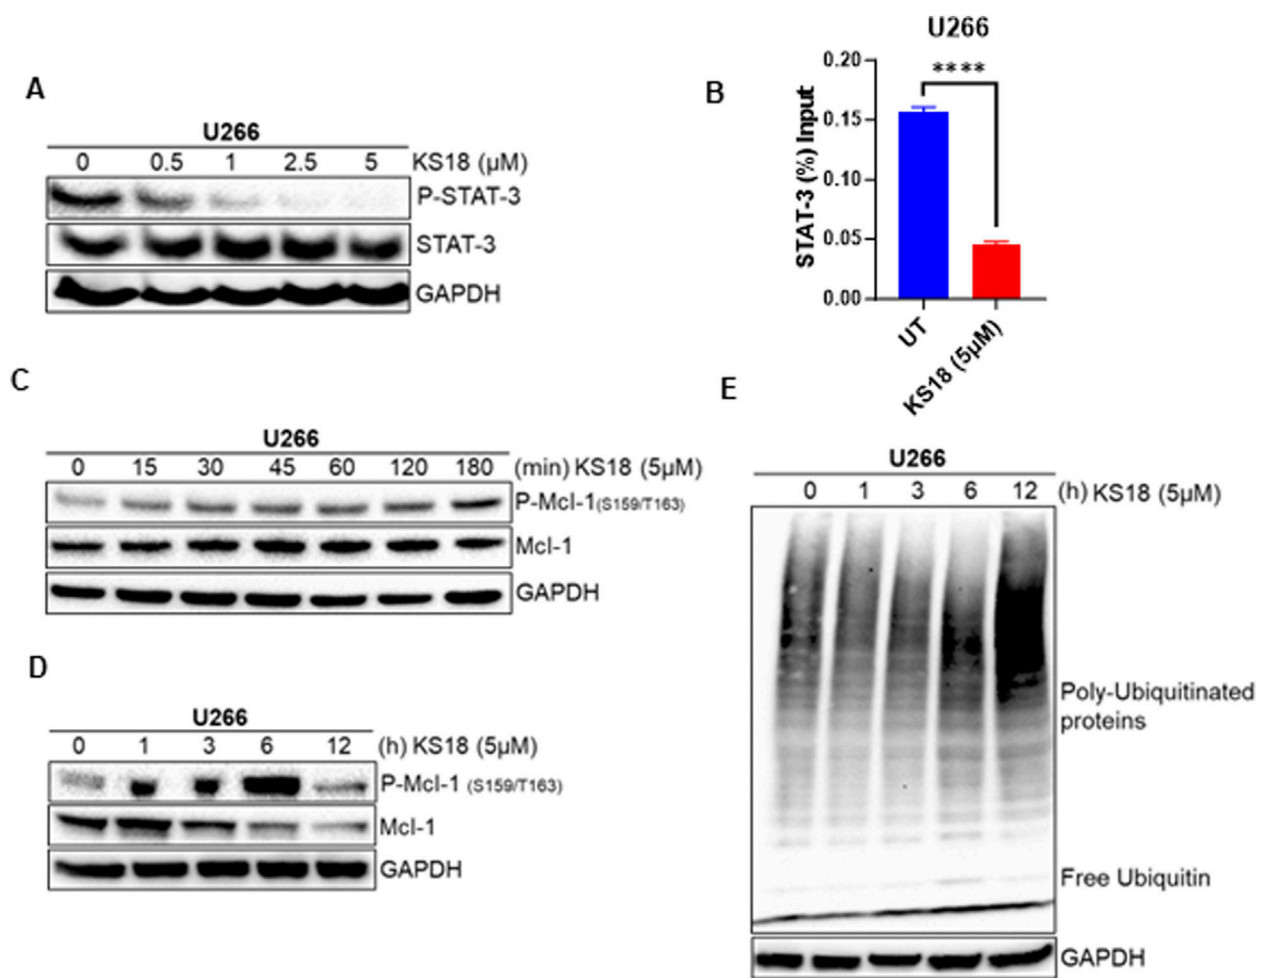 A
U266
0 0.5 1 2.5 5 KS18 (µM)
P-STAT-3
STAT-3
GAPDH
B
U266
****
STAT-3 (%) Input
0.20
0.15
0.10
0.05
0.00
UT
KS18 (5µM)
C
U266
0 15 30 45 60 120 180 (min) KS18 (5µM)
P-Mcl-1(S159/T163)
Mcl-1
GAPDH
D
U266
0 1 3 6 12 (h) KS18 (5µM)
P-Mcl-1 (S159/T163)
Mcl-1
GAPDH
E
U266
0 1 3 6 12 (h) KS18 (5µM)
Poly-Ubiquitinated
proteins
Free Ubiquitin
GAPDH